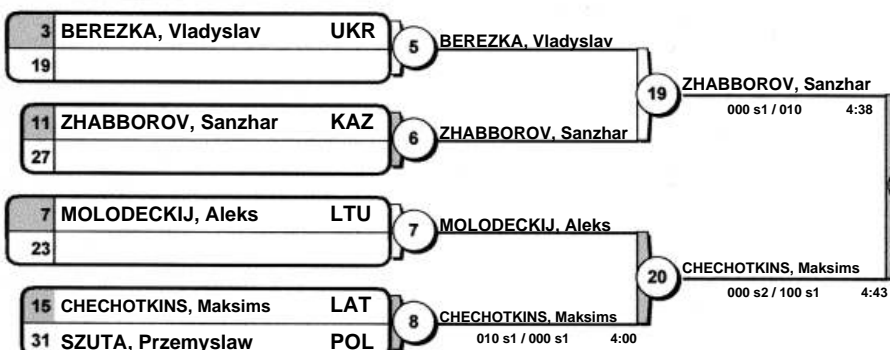 3 BEREZKA, Vladyslav UKR
19
5
BEREZKA, Vladyslav
11 ZHABBOROV, Sanzhar KAZ
27
6
ZHABBOROV, Sanzhar
19
ZHABBOROV, Sanzhar
000 s1 / 010 4:38
7 MOLODECKIJ, Aleks LTU
23
7
MOLODECKIJ, Aleks
15 CHECHOTKINS, Maksims LAT
31 SZUTA, Przemyslaw POL
8
CHECHOTKINS, Maksims
010 s1 / 000 s1 4:00
20
CHECHOTKINS, Maksims
000 s2 / 100 s1 4:43